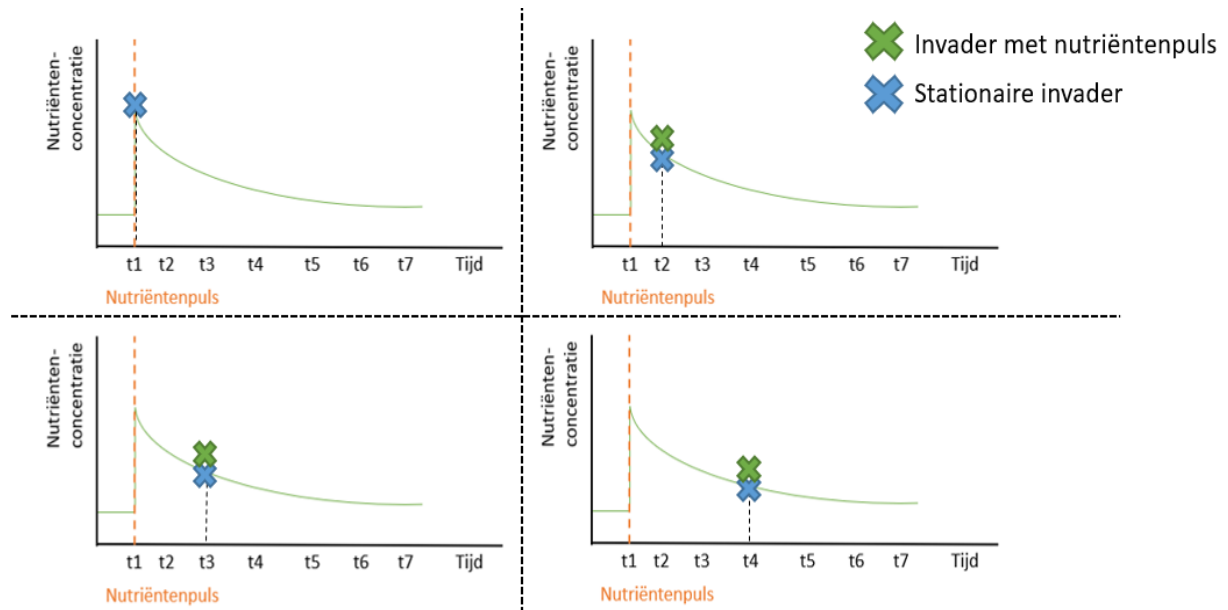 Nutriënten-
concentratie
t1 t2 t3 t4 t5 t6 t7 Tijd
Nutriëntenpuls
Nutriënten-
concentratie
t1 t2 t3 t4 t5 t6 t7 Tijd
Nutriëntenpuls
Invader met nutriëntenpuls
Stationaire invader
Nutriënten-
concentratie
t1 t2 t3 t4 t5 t6 t7 Tijd
Nutriëntenpuls
Nutriënten-
concentratie
t1 t2 t3 t4 t5 t6 t7 Tijd
Nutriëntenpuls